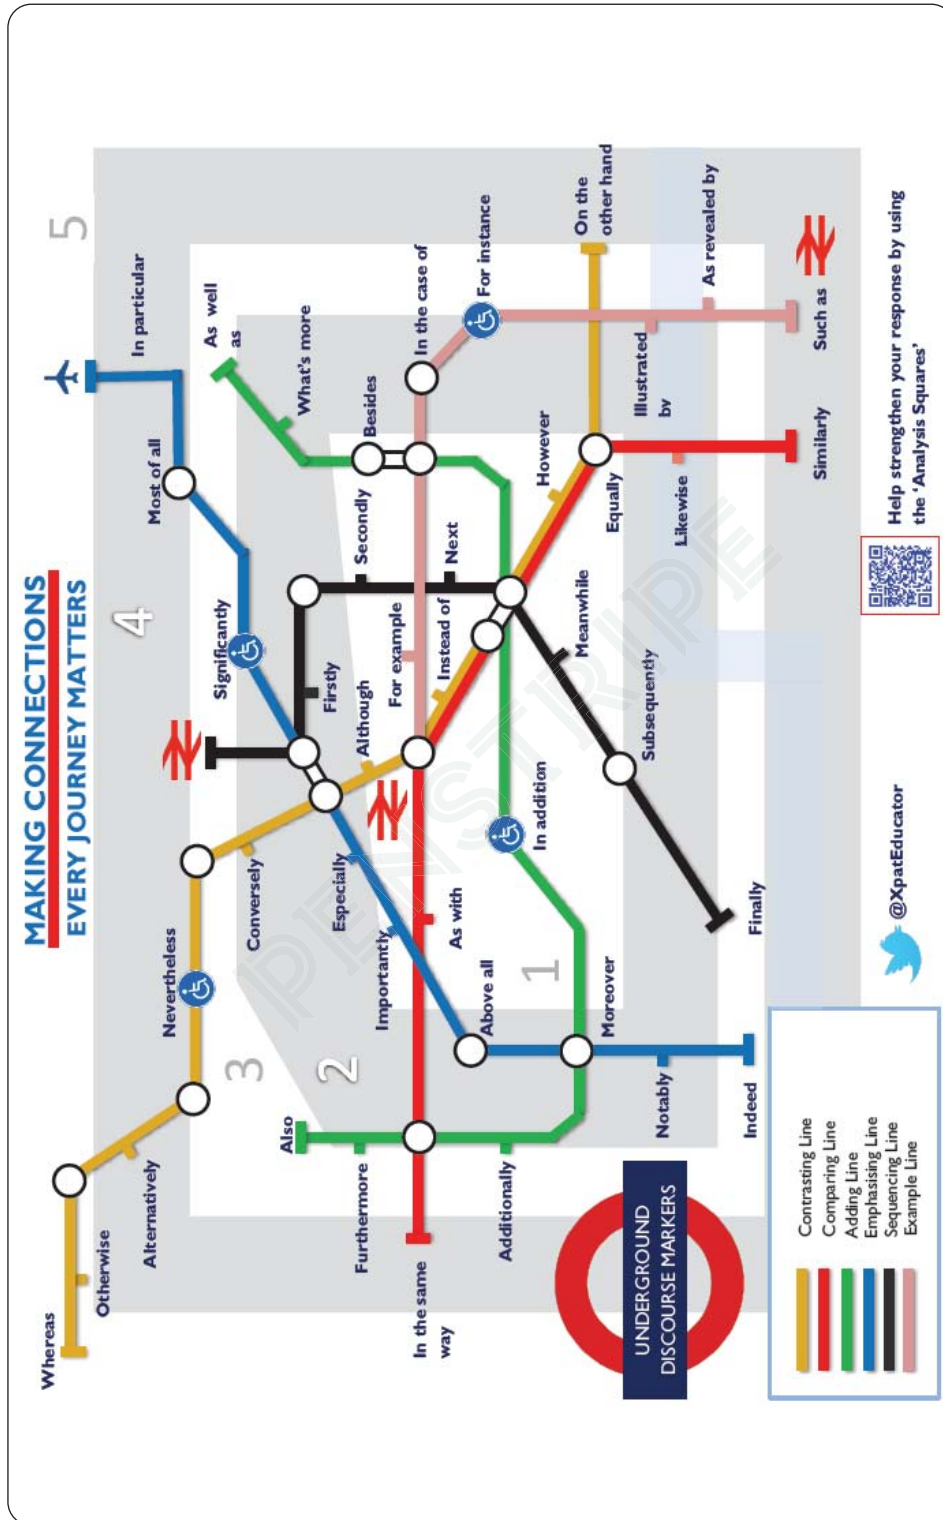 MAKING CONNECTIONS
EVERY JOURNEY MATTERS
5
4
3
2
1
Whereas
Otherwise
Alternatively
Nevertheless
Conversely
Although
Instead of
However
Equally
On the
other hand
In particular
Most of all
Significantly
Especially
Importantly
Above all
Notably
Indeed
As well
as
What's more
Besides
In addition
Moreover
Additionally
Furthermore
Also
In the same
way
As with
Likewise
Similarly
Firstly
Secondly
Next
Meanwhile
Subsequently
Finally
For example
In the case of
For instance
Illustrated
by
As revealed by
Such as
UNDERGROUND
DISCOURSE MARKERS
Contrasting Line
Comparing Line
Adding Line
Emphasising Line
Sequencing Line
Example Line
@XpatEducator
Help strengthen your response by using
the 'Analysis Squares'
PENSTRIPE